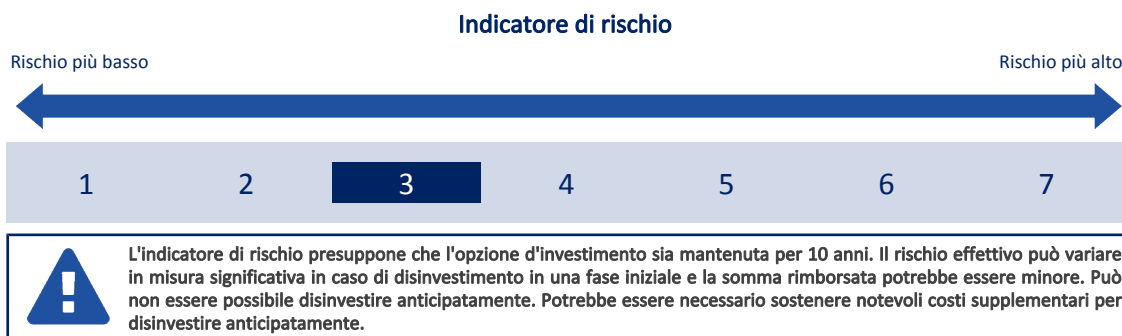 Indicatore di rischio
Rischio più basso
Rischio più alto
1 2 3 4 5 6 7
L'indicatore di rischio presuppone che l'opzione d'investimento sia mantenuta per 10 anni. Il rischio effettivo può variare
in misura significativa in caso di disinvestimento in una fase iniziale e la somma rimborsata potrebbe essere minore. Può
non essere possibile disinvestire anticipatamente. Potrebbe essere necessario sostenere notevoli costi supplementari per
disinvestire anticipatamente.